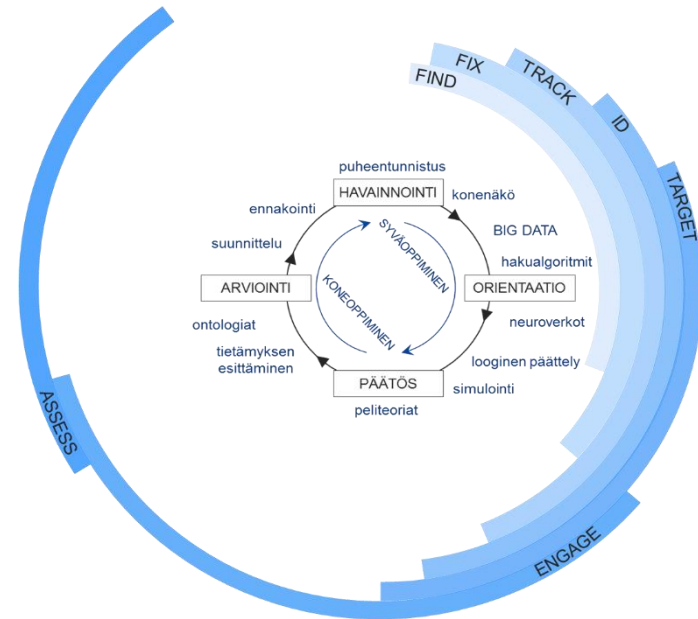 FIND
FIX
TRACK
ID
TARGET
ENGAGE
ASSESS
puheentunnistus
HAVAINNOINTI
konenäkö
ennakointi
BIG DATA
suunnittelu
SYVÄOPPIMINEN
hakualgoritmit
ARVIOINTI
ORIENTAATIO
KONEOPPIMINEN
ontologiat
neuroverkot
tietämyksen
esittäminen
looginen päättely
PÄÄTÖS
simulointi
peliteoriat